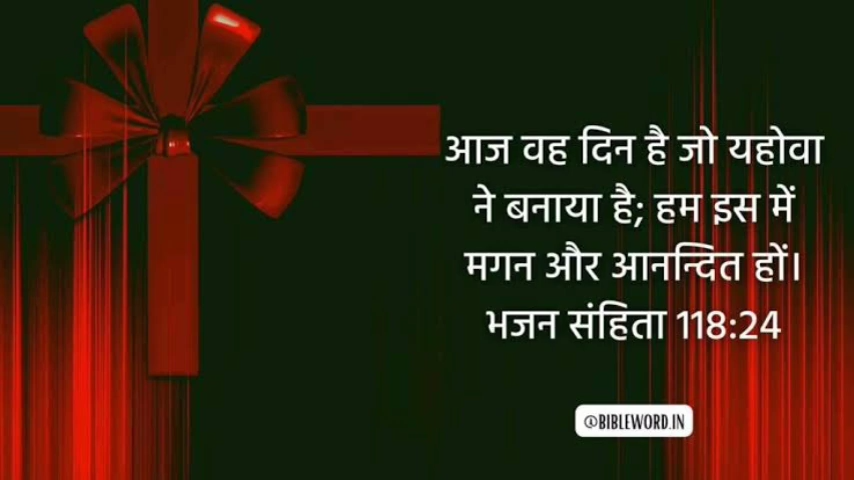 आज वह दिन है जो यहोवा
ने बनाया है; हम इस में
मगन और आनन्दित हों।
भजन संहिता 118:24
@BIBLEWORD.IN